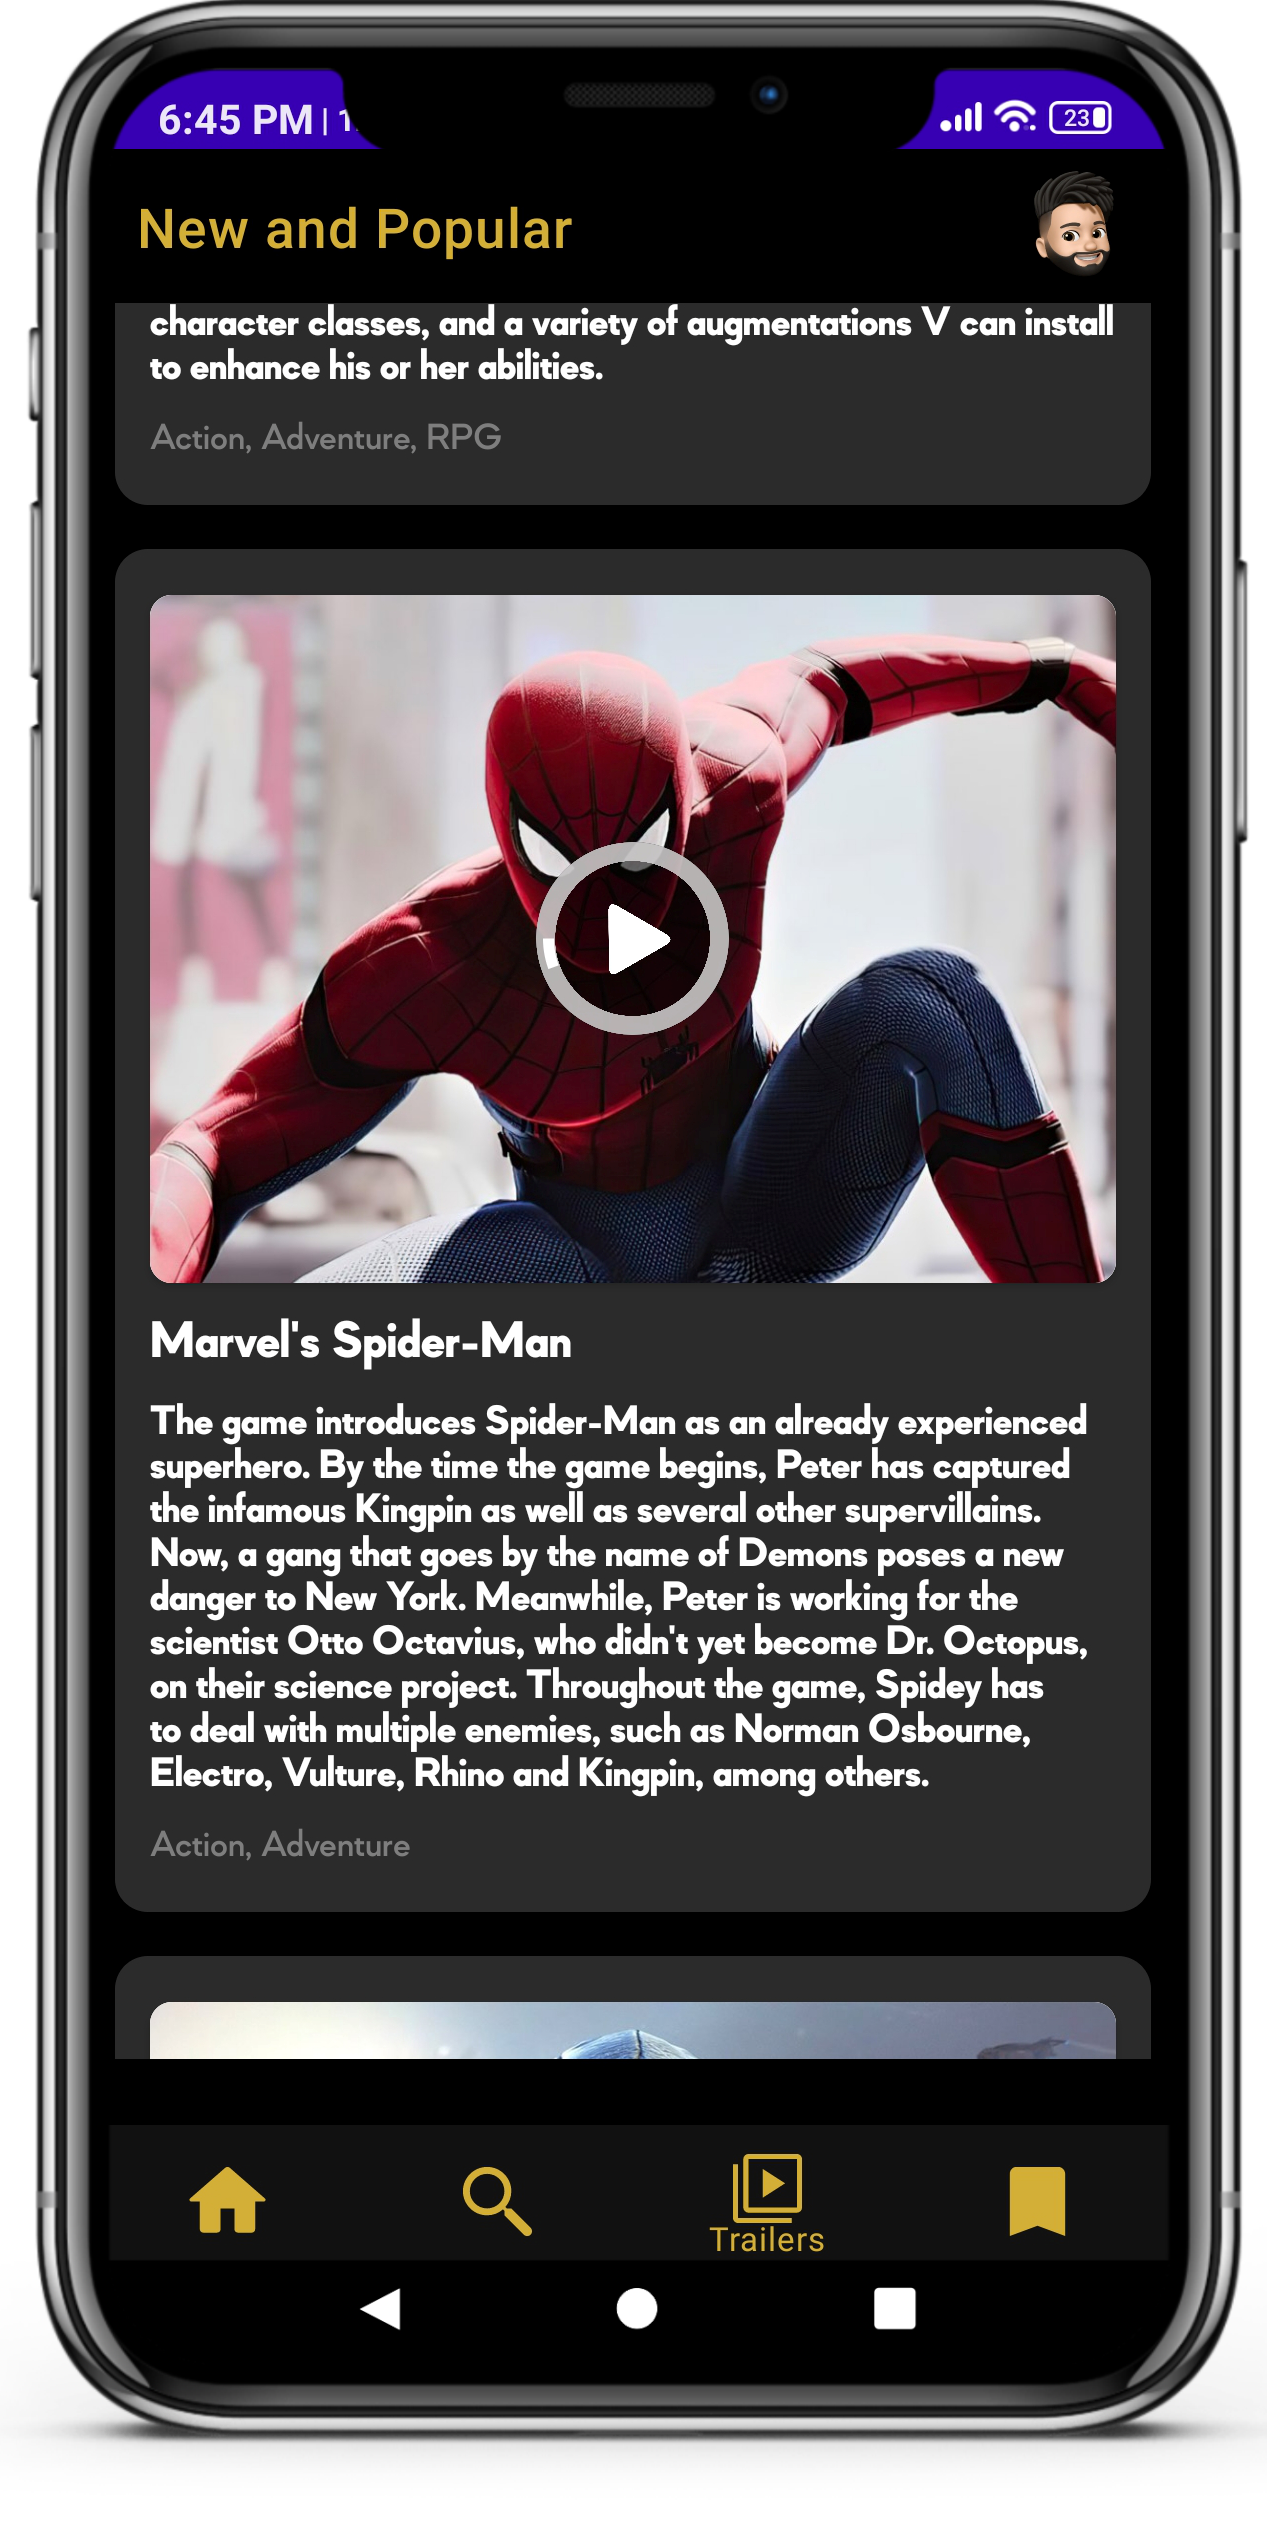 6:45 PM |
23
New and Popular
character classes, and a variety of augmentations V can install
to enhance his or her abilities.
Action, Adventure, RPG
Marvel's Spider-Man
The game introduces Spider-Man as an already experienced
superhero. By the time the game begins, Peter has captured
the infamous Kingpin as well as several other supervillains.
Now, a gang that goes by the name of Demons poses a new
danger to New York. Meanwhile, Peter is working for the
scientist Otto Octavius, who didn't yet become Dr. Octopus,
on their science project. Throughout the game, Spidey has
to deal with multiple enemies, such as Norman Osbourne,
Electro, Vulture, Rhino and Kingpin, among others.
Action, Adventure
Trailers